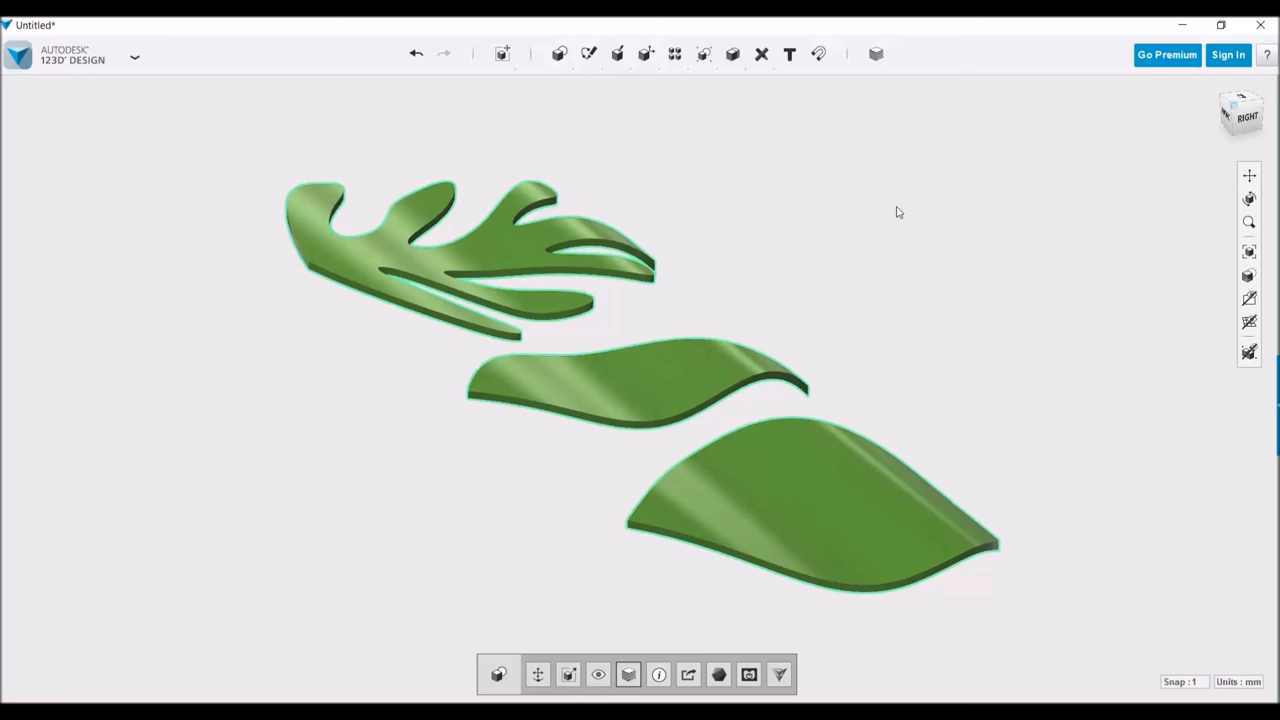 Untitled*
AUTODESK®
123D® DESIGN
Go Premium
Sign In
?
RIGHT
Snap : 1
Units : mm